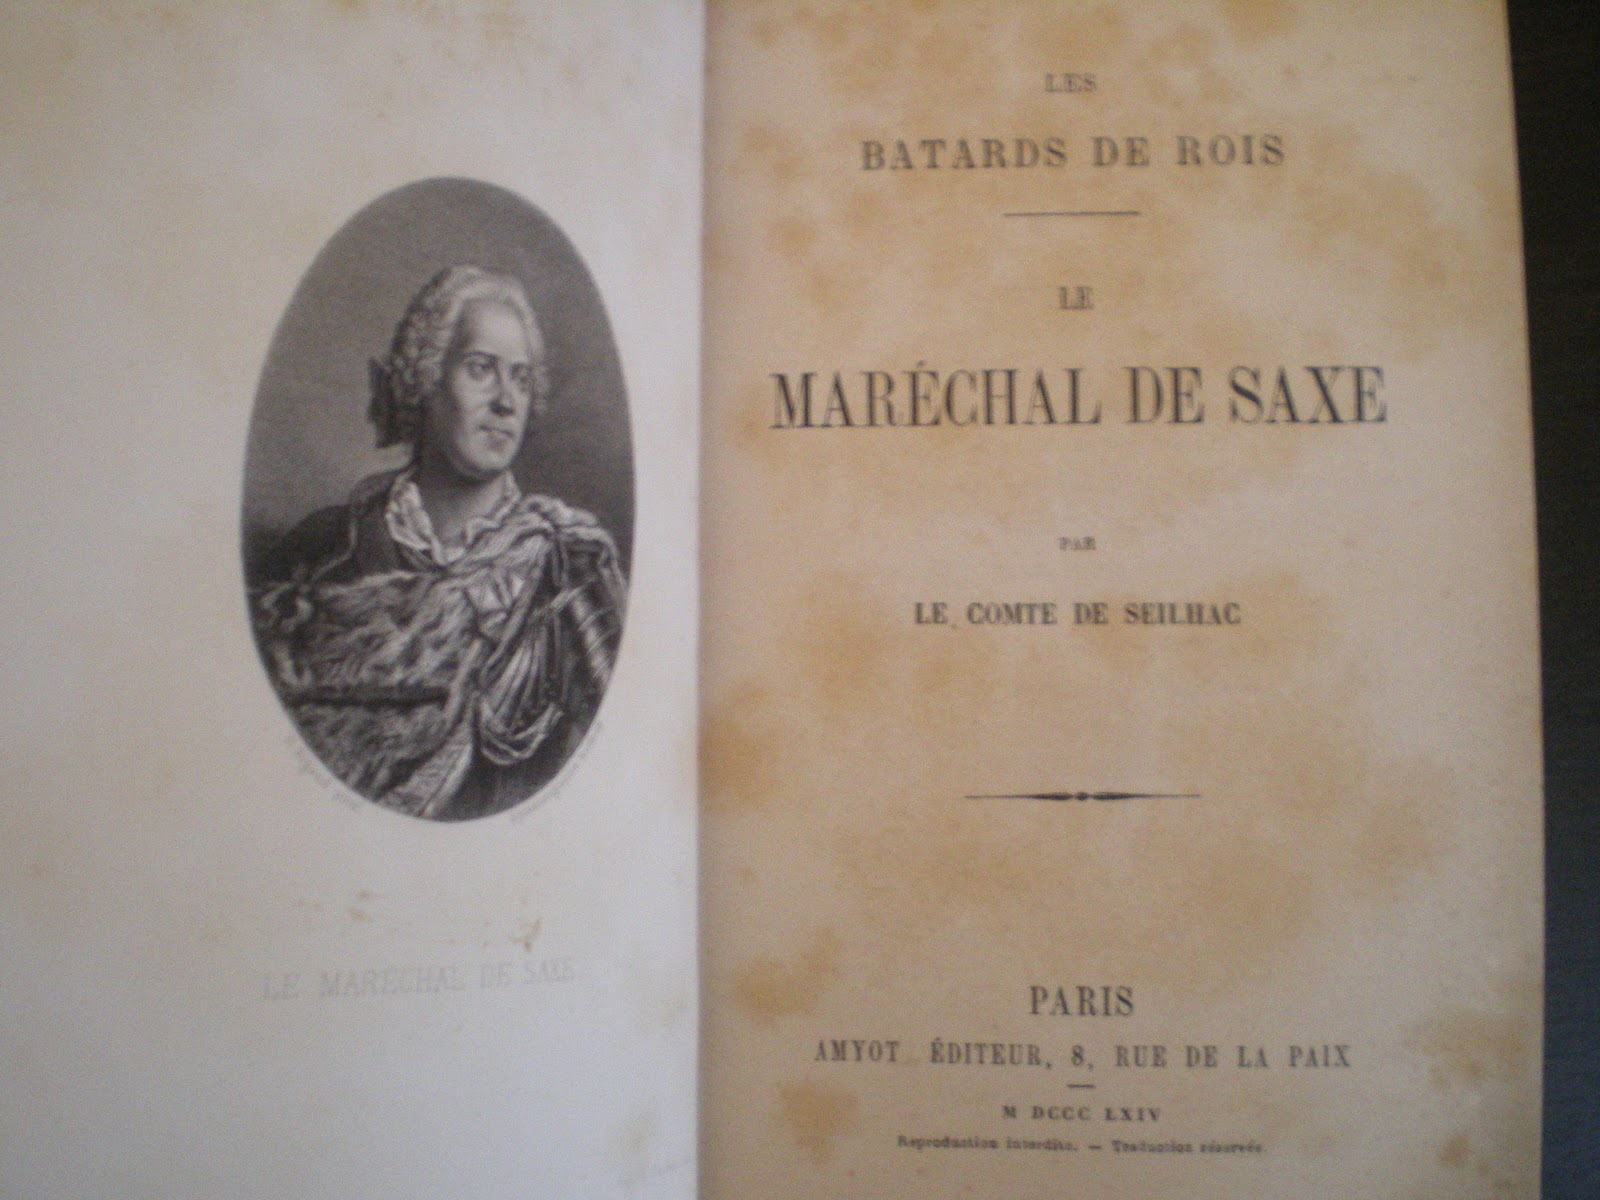 LE MARÉCHAL DE SAXE
LES
BATARDS DE ROIS
LE
MARÉCHAL DE SAXE
PAR
LE COMTE DE SEILHAC
PARIS
AMYOT ÉDITEUR, 8, RUE DE LA PAIX
M DCCC LXIV
Reproduction interdite. — Traduction réservée.